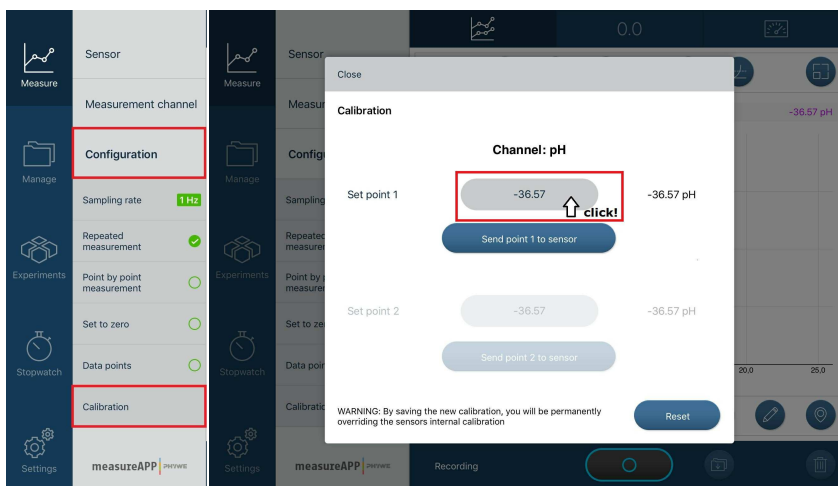 Sensor
Measure
Measurement channel
Configuration
Manage
Sampling rate
1 Hz
Repeated
measurement
Experiments
Point by point
measurement
Set to zero
Stopwatch
Data points
Calibration
Settings
measureAPP PHYWE
0.0
Sensor
Measure
Measur
Configu
Manage
Sampling
Repeated
measurem
Experiments
Point by p
measurem
Set to zer
Stopwatch
Data poin
Calibratio
Settings
measureAPP PHYWE
-36.57 pH
Close
Calibration
Channel: pH
Set point 1
-36.57
-36.57 pH
click!
Send point 1 to sensor
Set point 2
-36.57
-36.57 pH
Send point 2 to sensor
WARNING: By saving the new calibration, you will be permanently
overriding the sensors internal calibration
Reset
20,0
25,0
Recording